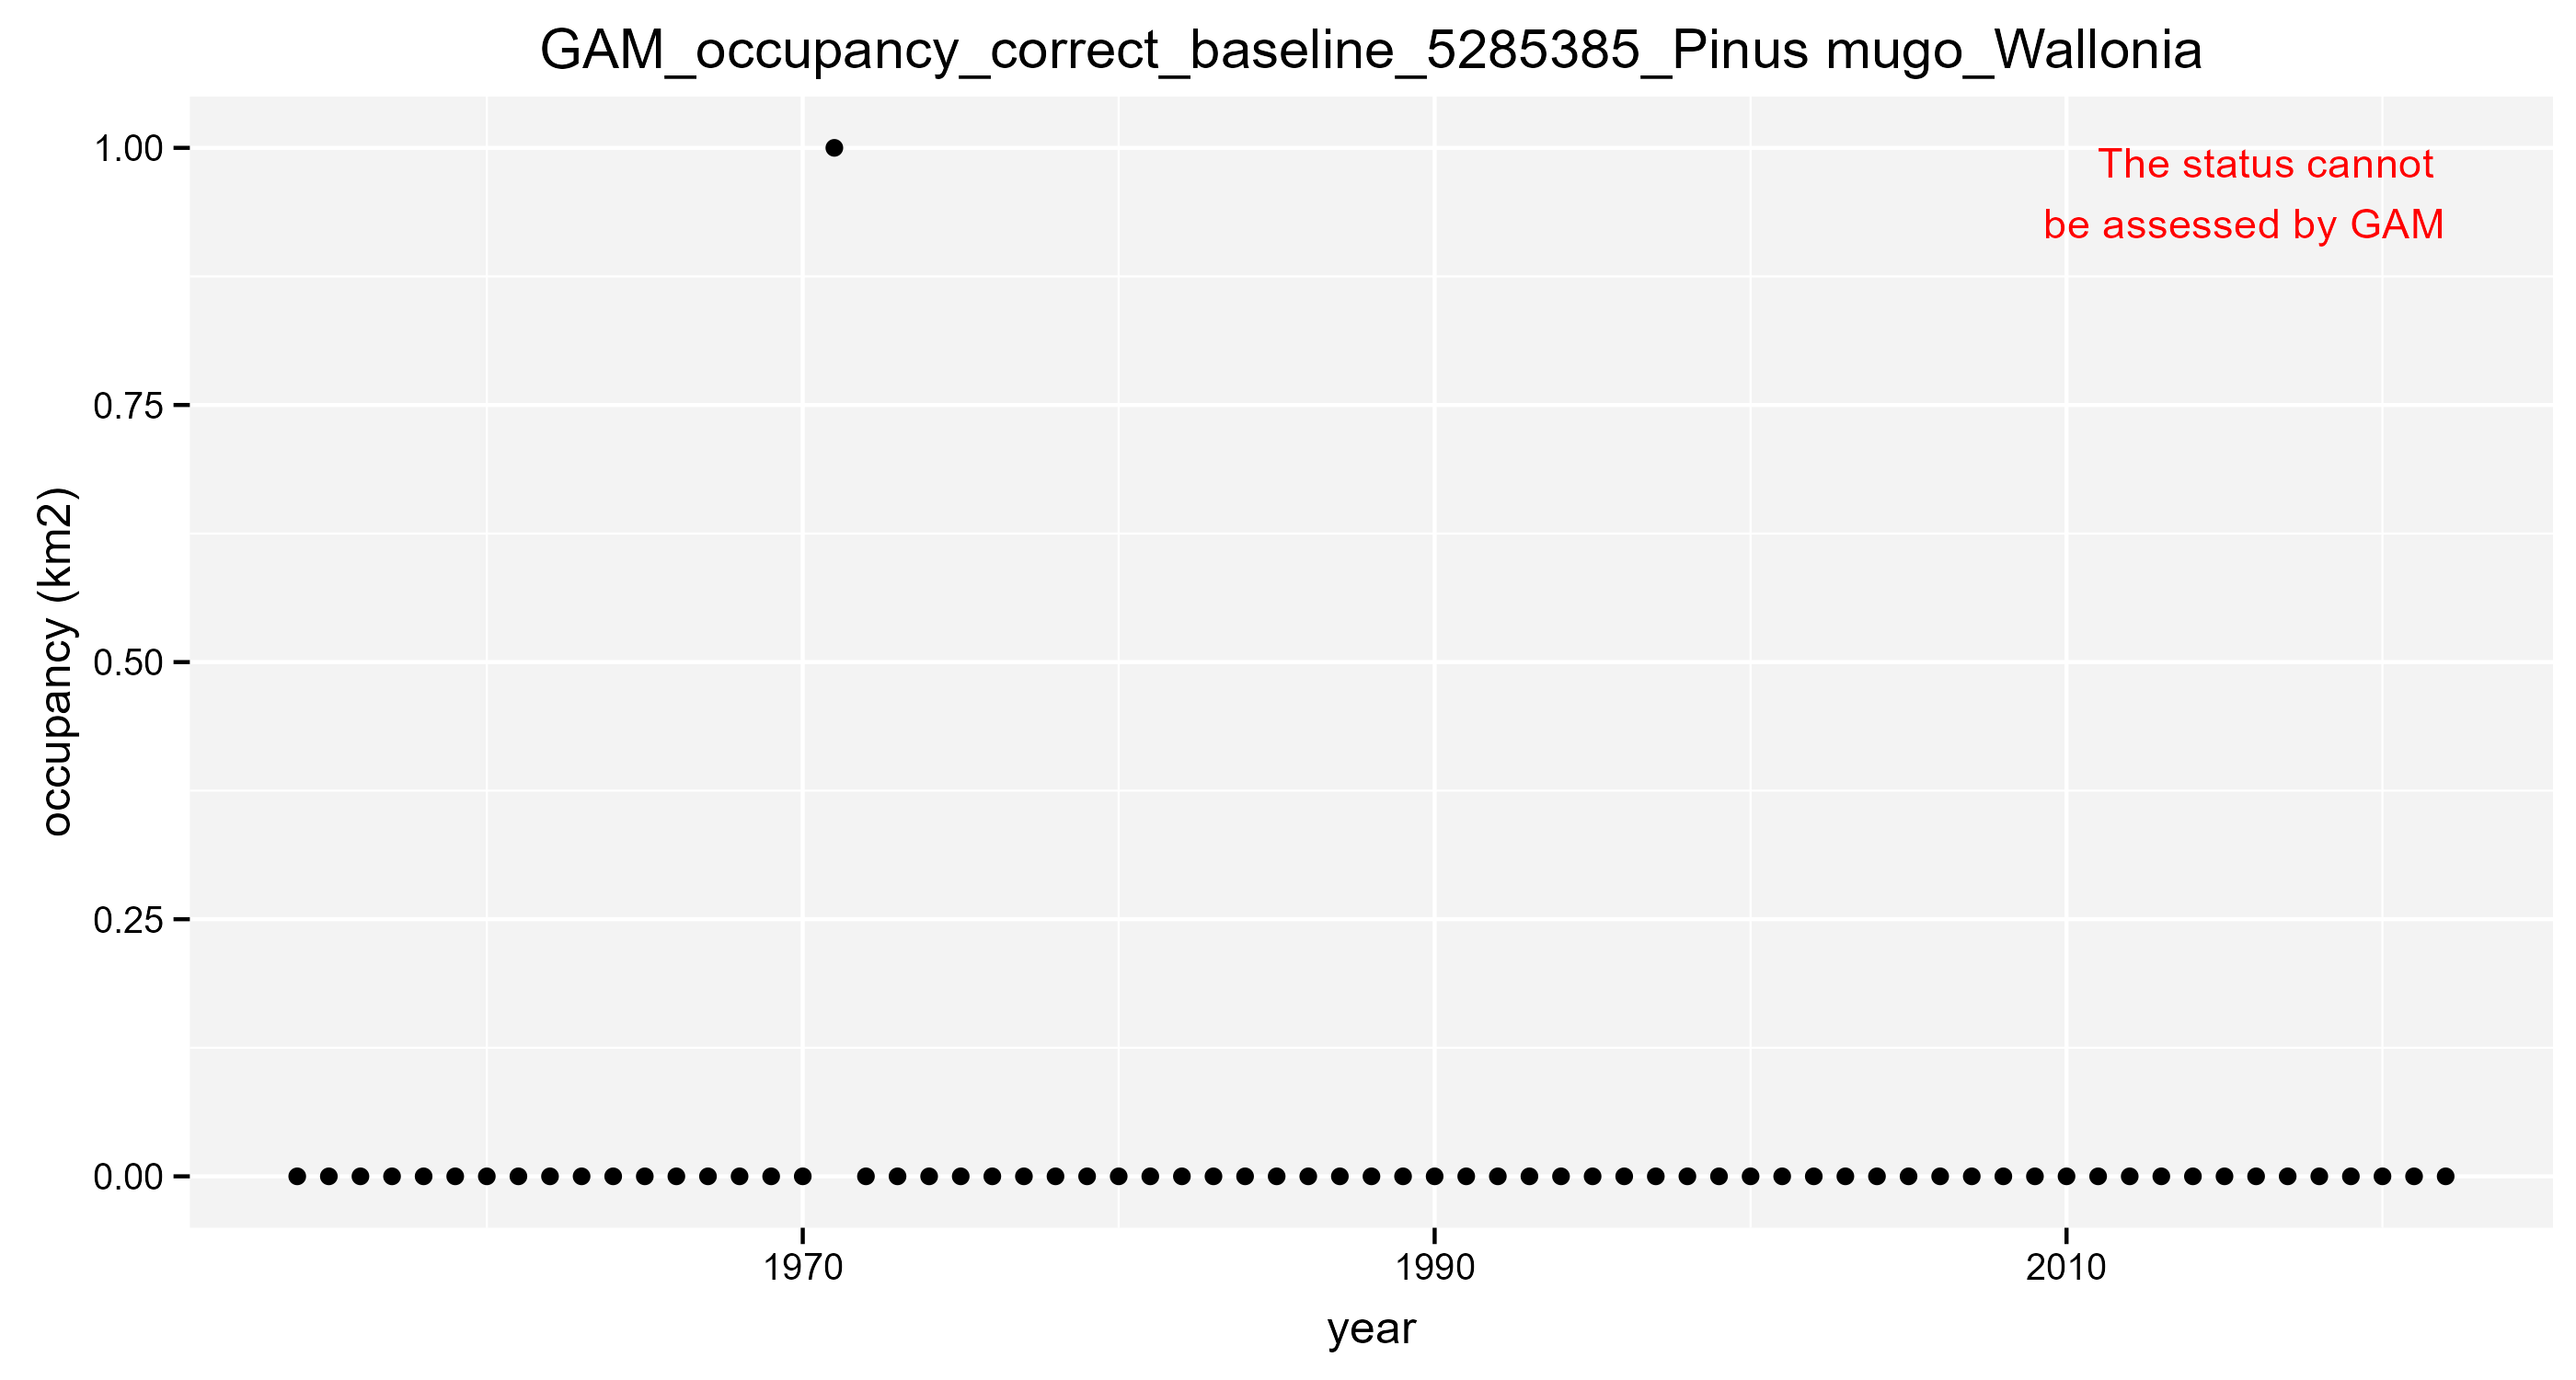 GAM_occupancy_correct_baseline_5285385_Pinus mugo_Wallonia
The status cannot
be assessed by GAM
1.00
0.75
0.50
0.25
0.00
occupancy (km2)
1970
1990
2010
year